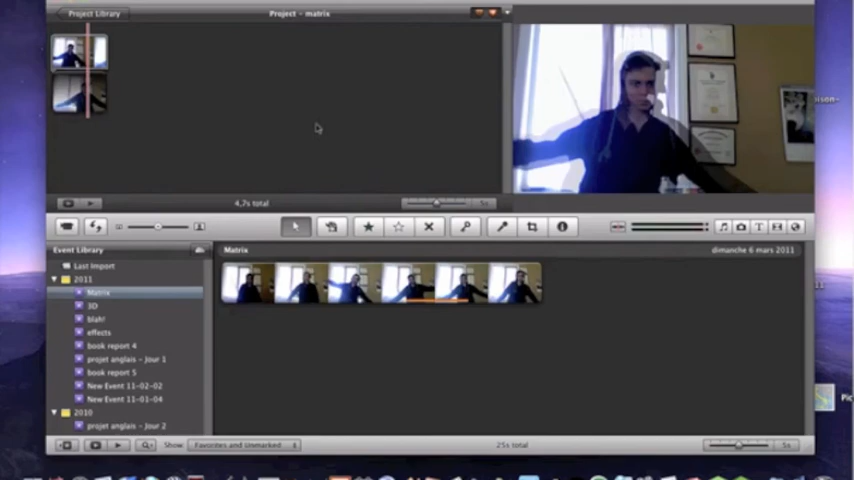 Project Library
Project - matrix
4,7s total
5s
Event Library
Matrix
dimanche 6 mars 2011
Last Import
2011
Matrix
3D
blah!
effects
book report 4
projet anglais - Jour 1
book report 5
New Event 11-02-02
New Event 11-01-04
2010
projet anglais - Jour 2
Show:
Favorites and Unmarked
25s total
5s